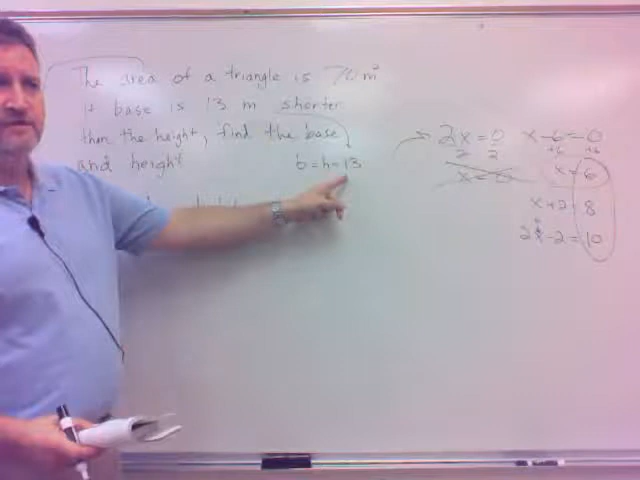 The area of a triangle is 70 m²
If base is 13 m shorter
than the height, find the base
and height
b = h - 13
2x = 0
2 2
x = 0
x - 6 = 0
+6 +6
x = 6
x + 2 = 8
2x - 2 = 10